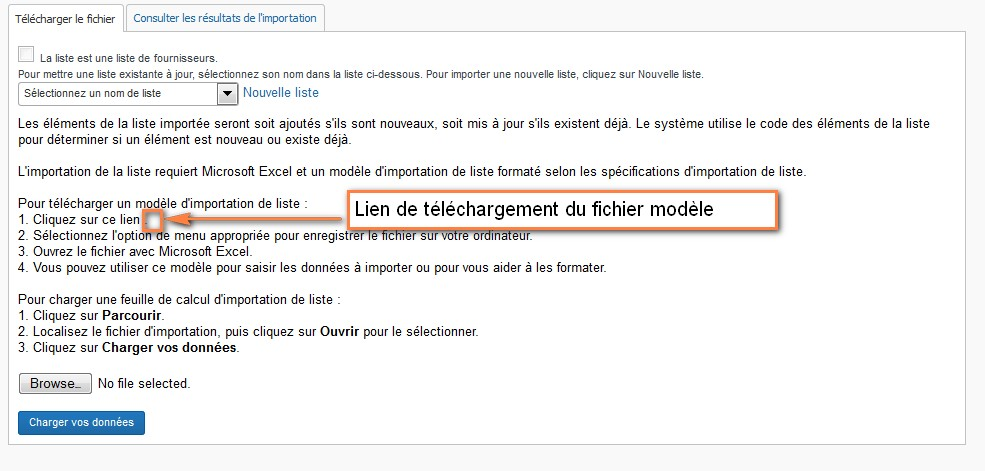 Télécharger le fichier
Consulter les résultats de l'importation
La liste est une liste de fournisseurs.
Pour mettre une liste existante à jour, sélectionnez son nom dans la liste ci-dessous. Pour importer une nouvelle liste, cliquez sur Nouvelle liste.
Sélectionnez un nom de liste
Nouvelle liste
Les éléments de la liste importée seront soit ajoutés s'ils sont nouveaux, soit mis à jour s'ils existent déjà. Le système utilise le code des éléments de la liste
pour déterminer si un élément est nouveau ou existe déjà.
L'importation de la liste requiert Microsoft Excel et un modèle d'importation de liste formaté selon les spécifications d'importation de liste.
Pour télécharger un modèle d'importation de liste :
1. Cliquez sur ce lien .
Lien de téléchargement du fichier modèle
2. Sélectionnez l'option de menu appropriée pour enregistrer le fichier sur votre ordinateur.
3. Ouvrez le fichier avec Microsoft Excel.
4. Vous pouvez utiliser ce modèle pour saisir les données à importer ou pour vous aider à les formater.
Pour charger une feuille de calcul d'importation de liste :
1. Cliquez sur Parcourir.
2. Localisez le fichier d'importation, puis cliquez sur Ouvrir pour le sélectionner.
3. Cliquez sur Charger vos données.
Browse... No file selected.
Charger vos données